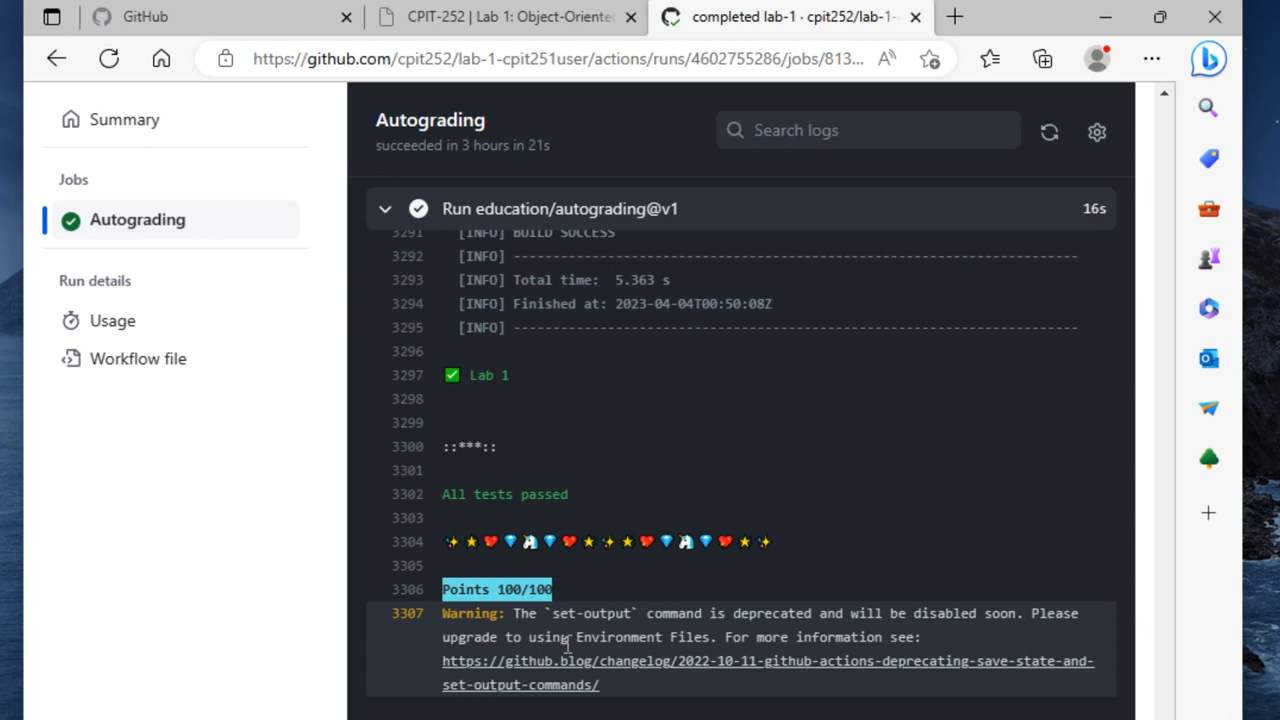 GitHub
CPIT-252 | Lab 1: Object-Oriente
completed lab-1 · cpit252/lab-1-
https://github.com/cpit252/lab-1-cpit251user/actions/runs/4602755286/jobs/813...
Summary
Jobs
Autograding
Run details
Usage
Workflow file
Autograding
succeeded in 3 hours in 21s
Search logs
Run education/autograding@v1
16s
3291 [INFO] BUILD SUCCESS
3292 [INFO] ------------------------------------------------------------------------
3293 [INFO] Total time:  5.363 s
3294 [INFO] Finished at: 2023-04-04T00:50:08Z
3295 [INFO] ------------------------------------------------------------------------
3296
3297 ✅ Lab 1
3298
3299
3300 ::***::
3301
3302 All tests passed
3303
3304 ✨⭐💖💎🦄💎💖⭐✨⭐💖💎🦄💎💖⭐✨
3305
3306 Points 100/100
3307 Warning: The `set-output` command is deprecated and will be disabled soon. Please
upgrade to using Environment Files. For more information see:
https://github.blog/changelog/2022-10-11-github-actions-deprecating-save-state-and-
set-output-commands/